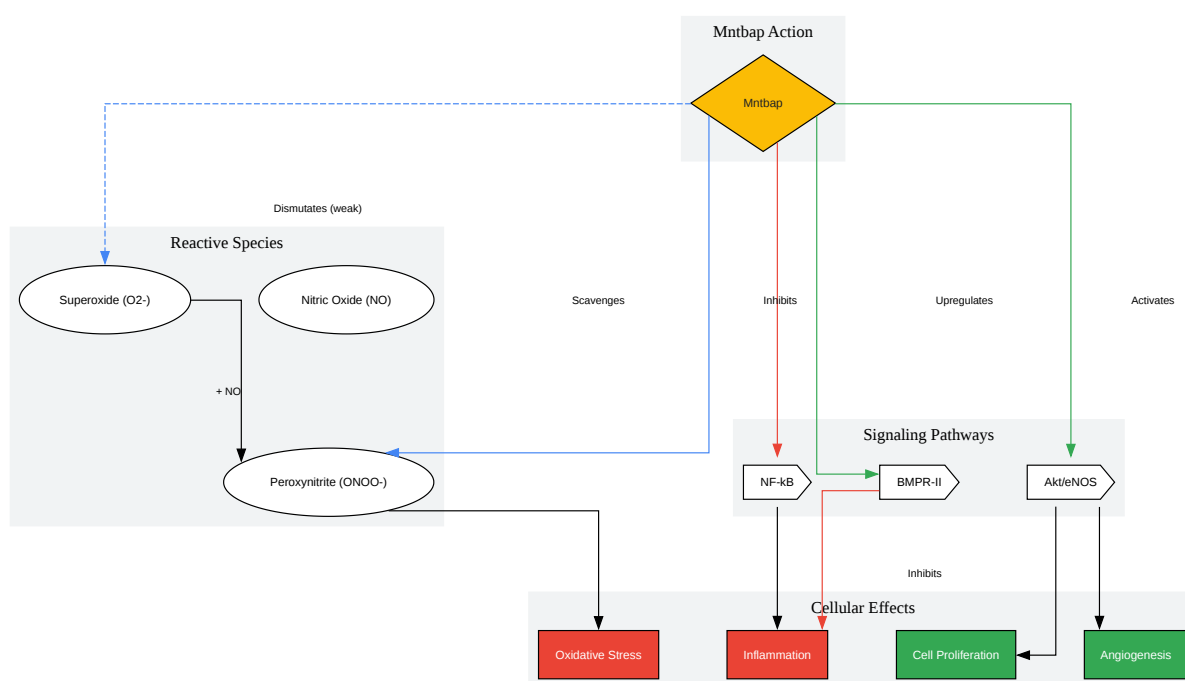 Mntbap Action
Mntbap
Dismutates (weak)
Reactive Species
Superoxide (O2-)
Nitric Oxide (NO)
Scavenges
Inhibits
Upregulates
Activates
+ NO
Signaling Pathways
Peroxynitrite (ONOO-)
NF-kB
BMPR-II
Akt/eNOS
Inhibits
Cellular Effects
Oxidative Stress
Inflammation
Cell Proliferation
Angiogenesis